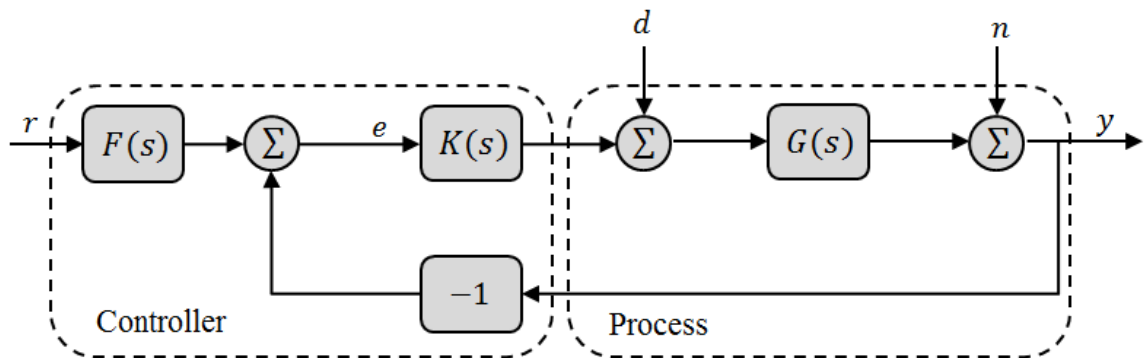 d
n
r
F(s)
Σ
e
K(s)
Σ
G(s)
Σ
y
−1
Controller
Process